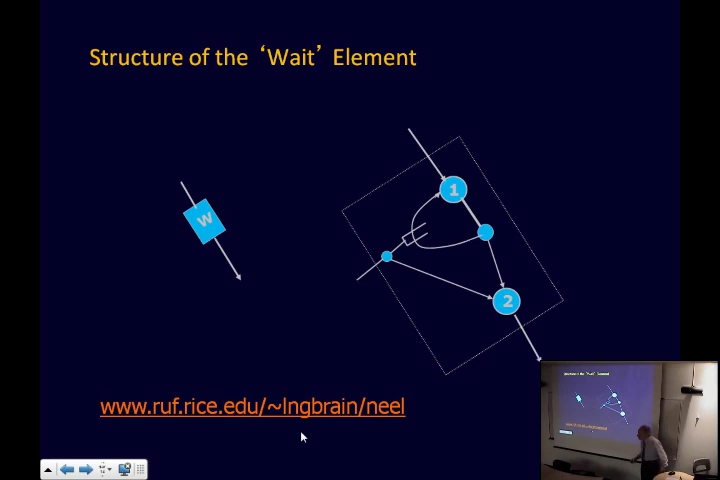 Structure of the ‘Wait’ Element
W
1
2
www.ruf.rice.edu/~lngbrain/neel